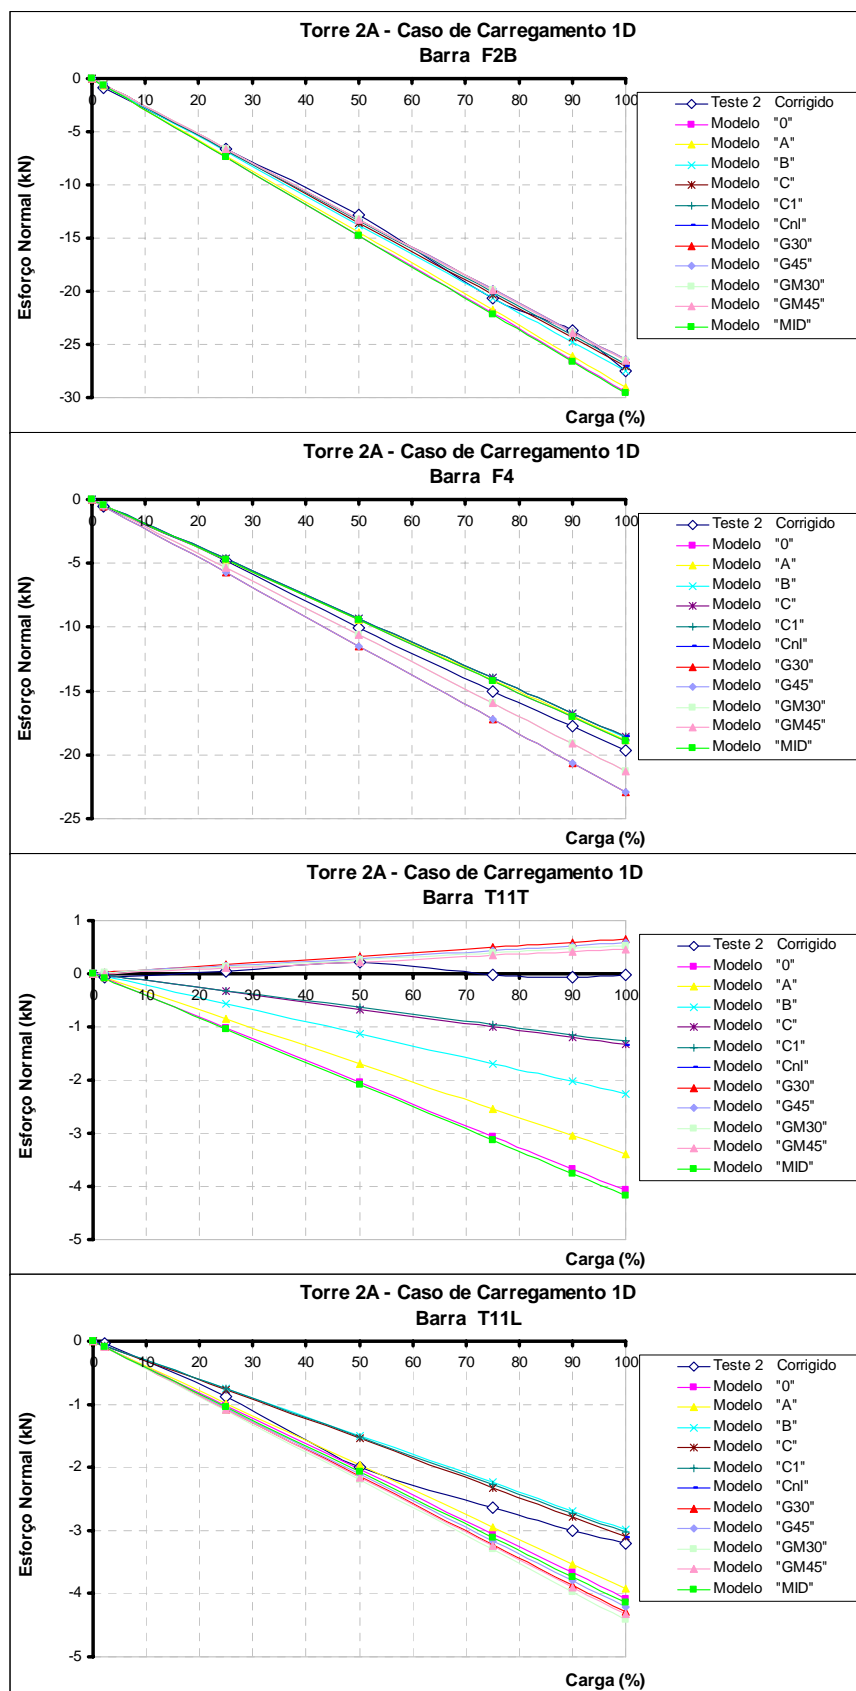 Torre 2A - Caso de Carregamento 1D
Barra F2B
0
-5
-10
-15
-20
-25
-30
0 10 20 30 40 50 60 70 80 90 100
Esforço Normal (kN)
Carga (%)
Teste 2 Corrigido
Modelo "0"
Modelo "A"
Modelo "B"
Modelo "C"
Modelo "C1"
Modelo "Cnl"
Modelo "G30"
Modelo "G45"
Modelo "GM30"
Modelo "GM45"
Modelo "MID"
Torre 2A - Caso de Carregamento 1D
Barra F4
0
-5
-10
-15
-20
-25
0 10 20 30 40 50 60 70 80 90 100
Esforço Normal (kN)
Carga (%)
Teste 2 Corrigido
Modelo "0"
Modelo "A"
Modelo "B"
Modelo "C"
Modelo "C1"
Modelo "Cnl"
Modelo "G30"
Modelo "G45"
Modelo "GM30"
Modelo "GM45"
Modelo "MID"
Torre 2A - Caso de Carregamento 1D
Barra T11T
1
0
-1
-2
-3
-4
-5
0 10 20 30 40 50 60 70 80 90 100
Esforço Normal (kN)
Carga (%)
Teste 2 Corrigido
Modelo "0"
Modelo "A"
Modelo "B"
Modelo "C"
Modelo "C1"
Modelo "Cnl"
Modelo "G30"
Modelo "G45"
Modelo "GM30"
Modelo "GM45"
Modelo "MID"
Torre 2A - Caso de Carregamento 1D
Barra T11L
0
-1
-2
-3
-4
-5
0 10 20 30 40 50 60 70 80 90 100
Esforço Normal (kN)
Carga (%)
Teste 2 Corrigido
Modelo "0"
Modelo "A"
Modelo "B"
Modelo "C"
Modelo "C1"
Modelo "Cnl"
Modelo "G30"
Modelo "G45"
Modelo "GM30"
Modelo "GM45"
Modelo "MID"